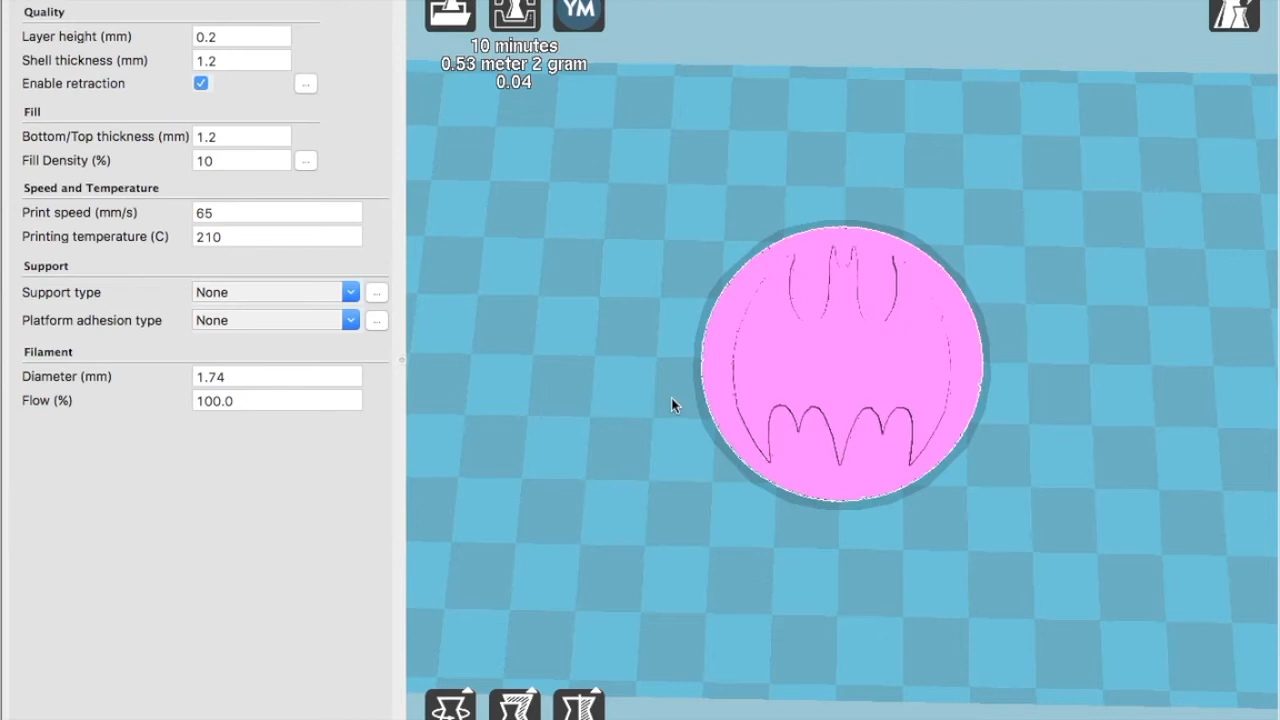 Quality
Layer height (mm) 0.2
Shell thickness (mm) 1.2
Enable retraction ...
Fill
Bottom/Top thickness (mm) 1.2
Fill Density (%) 10 ...
Speed and Temperature
Print speed (mm/s) 65
Printing temperature (C) 210
Support
Support type None ...
Platform adhesion type None ...
Filament
Diameter (mm) 1.74
Flow (%) 100.0
YM
10 minutes
0.53 meter 2 gram
0.04